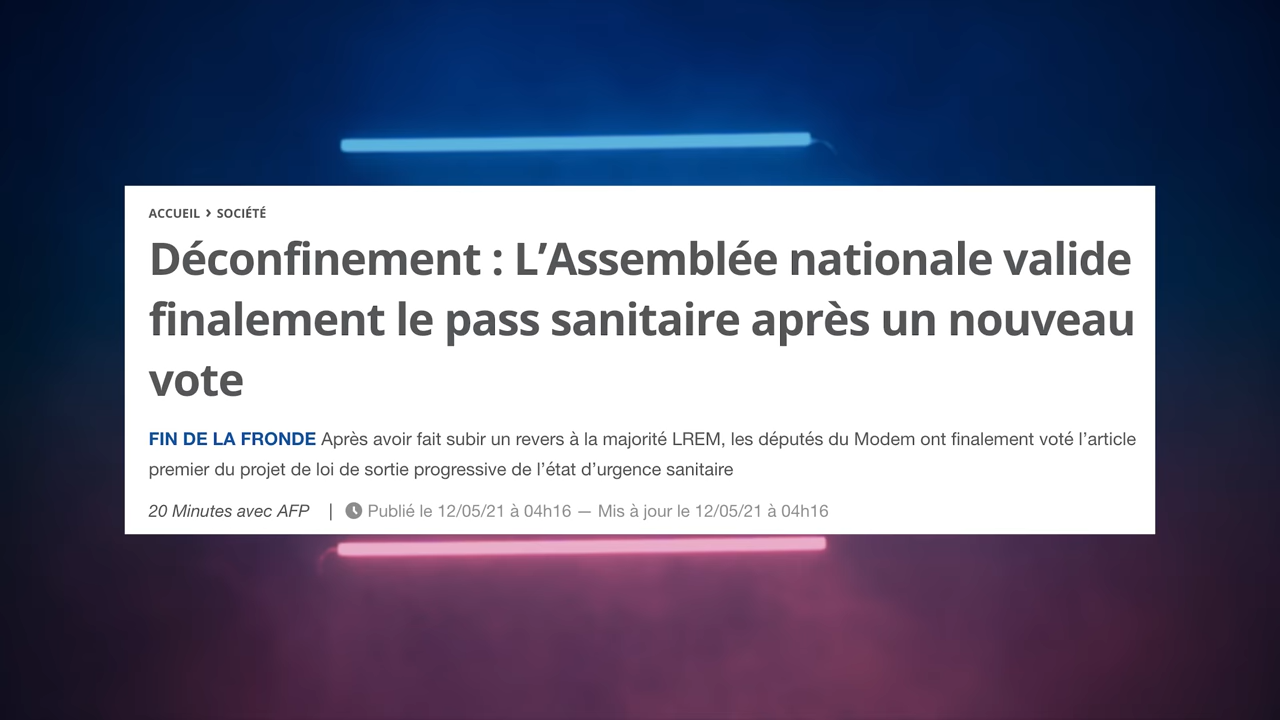 ACCUEIL › SOCIÉTÉ
Déconfinement : L’Assemblée nationale valide
finalement le pass sanitaire après un nouveau
vote
FIN DE LA FRONDE Après avoir fait subir un revers à la majorité LREM, les députés du Modem ont finalement voté l’article
premier du projet de loi de sortie progressive de l’état d’urgence sanitaire
20 Minutes avec AFP | Publié le 12/05/21 à 04h16 — Mis à jour le 12/05/21 à 04h16